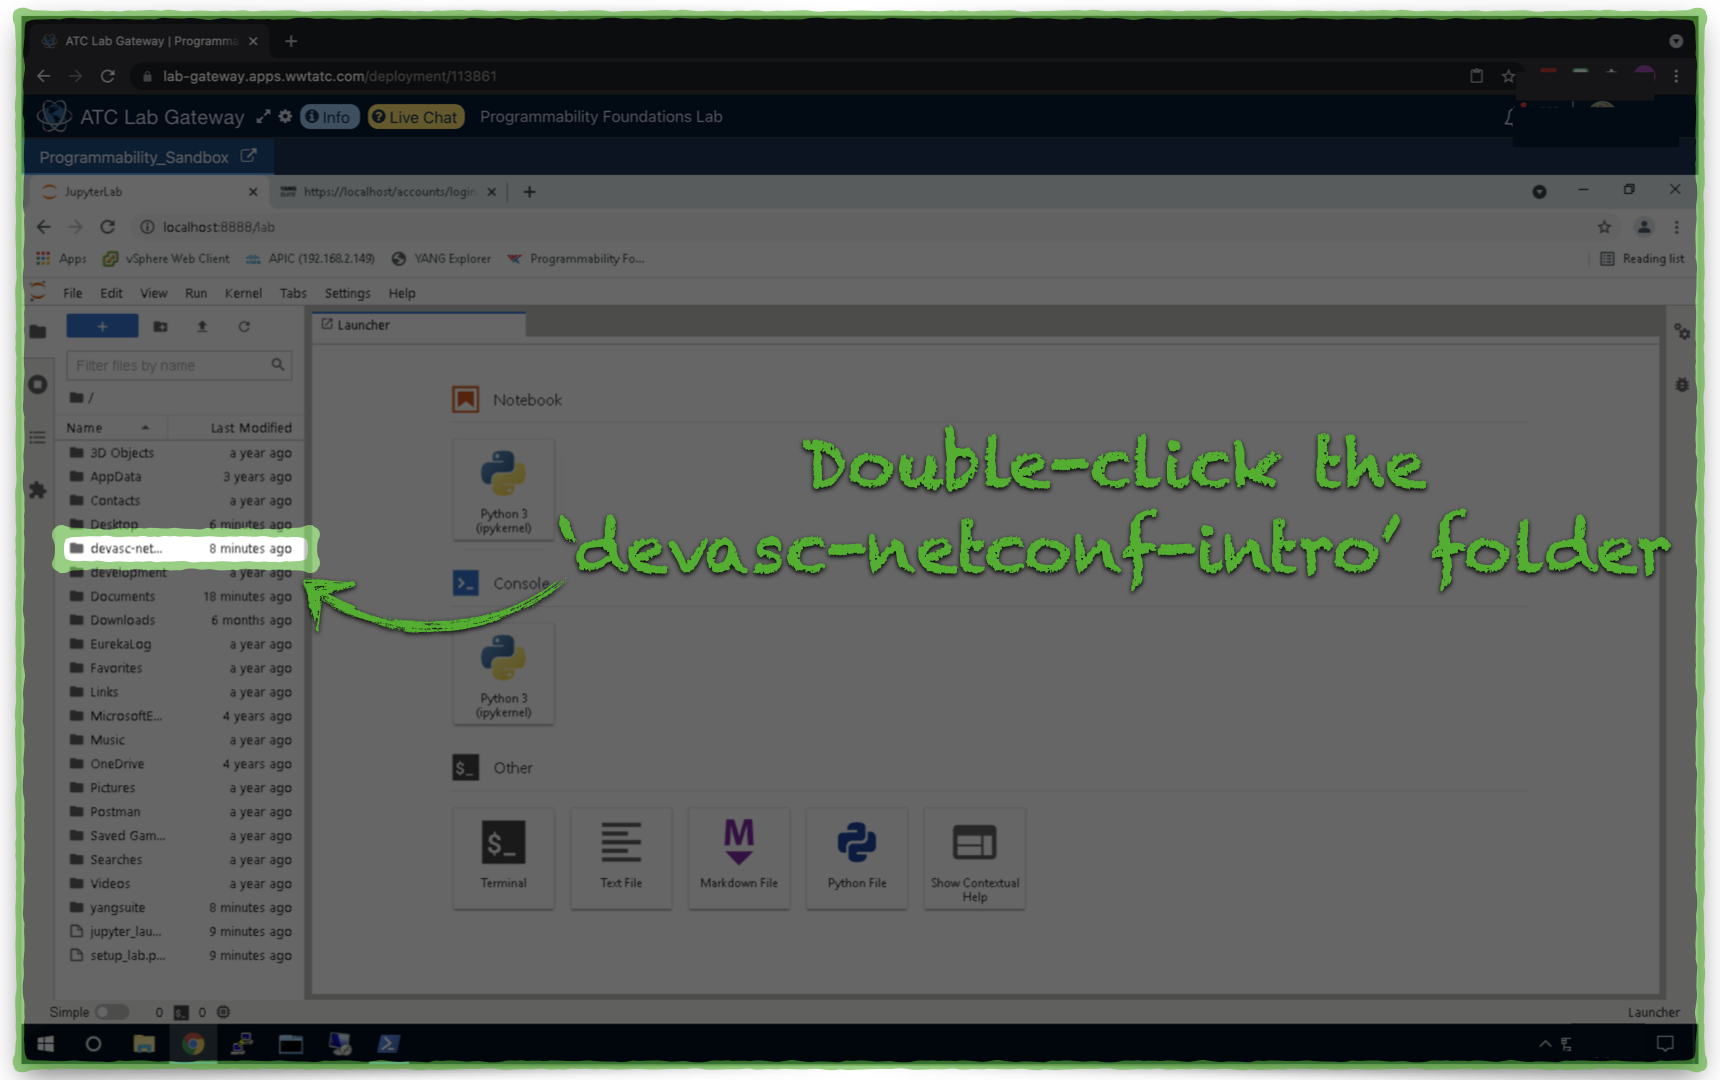 ATC Lab Gateway | Programma
lab-gateway.apps.wwtatc.com/deployment/113861
ATC Lab Gateway Info Live Chat Programmability Foundations Lab
Programmability_Sandbox
JupyterLab https://localhost/accounts/login
localhost:8888/lab
Apps vSphere Web Client APIC (192.168.2.149) YANG Explorer Programmability Fo... Reading list
File Edit View Run Kernel Tabs Settings Help
Launcher
Filter files by name
/
Name Last Modified
3D Objects a year ago
AppData 3 years ago
Contacts a year ago
Desktop 6 minutes ago
devasc-net... 8 minutes ago
development a year ago
Documents 18 minutes ago
Downloads 6 months ago
EurekaLog a year ago
Favorites a year ago
Links a year ago
MicrosoftE... 4 years ago
Music a year ago
OneDrive 4 years ago
Pictures a year ago
Postman a year ago
Saved Gam... a year ago
Searches a year ago
Videos a year ago
yangsuite 8 minutes ago
jupyter_lau... 9 minutes ago
setup_lab.p... 9 minutes ago
Notebook
Python 3
(ipykernel)
Double-click the
'devasc-netconf-intro' folder
Console
Python 3
(ipykernel)
$_ Other
$_
Terminal
Text File
M
Markdown File
Python File
Show Contextual
Help
Simple 0 $_ 0 Launcher